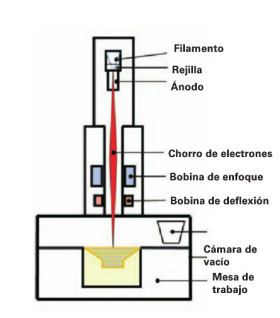 Filamento
Rejilla
Ánodo
Chorro de electrones
Bobina de enfoque
Bobina de deflexión
Cámara de
vacío
Mesa de
trabajo